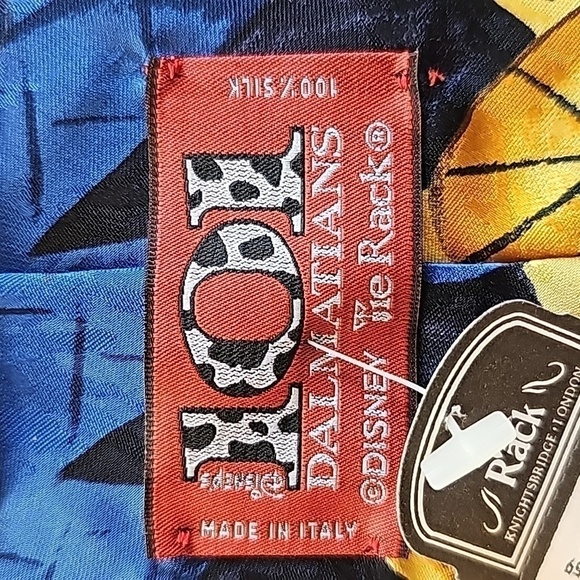 100% SILK
DISNEY'S
101
DALMATIANS
©DISNEY Tie Rack®
MADE IN ITALY
Rack
KNIGHTSBRIDGE • LONDON